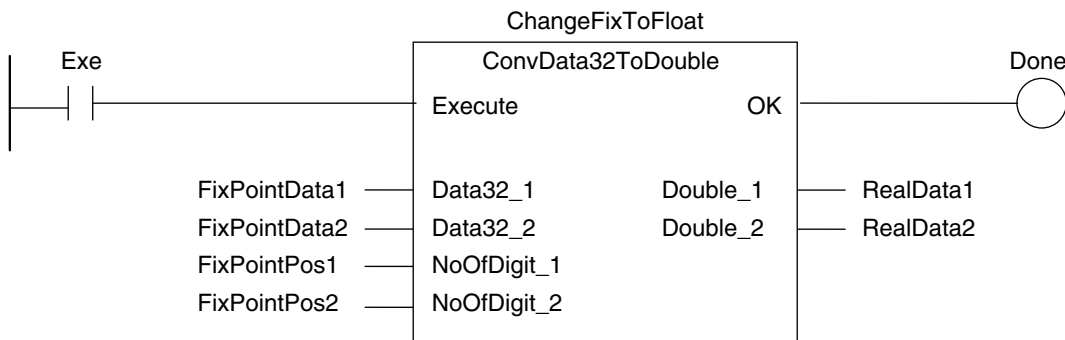 ChangeFixToFloat
Exe ConvData32ToDouble Done
Execute OK
FixPointData1 Data32_1 Double_1 RealData1
FixPointData2 Data32_2 Double_2 RealData2
FixPointPos1 NoOfDigit_1
FixPointPos2 NoOfDigit_2